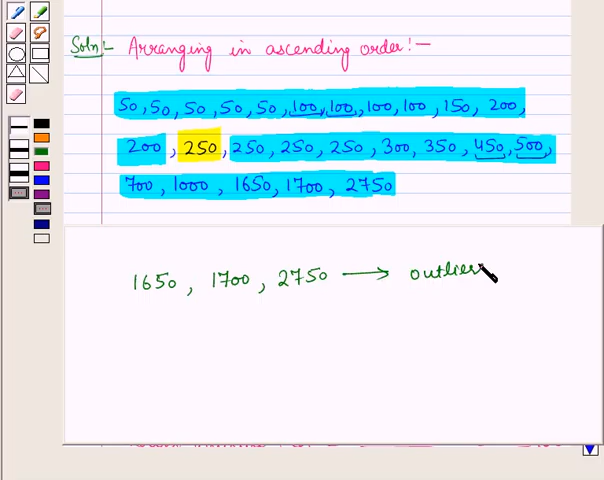 Soln:- Arranging in ascending order:-
50, 50, 50, 50, 50, 100, 100, 100, 100, 150, 200,
200, 250, 250, 250, 250, 300, 350, 450, 500,
700, 1000, 1650, 1700, 2750
1650, 1700, 2750 → outlier